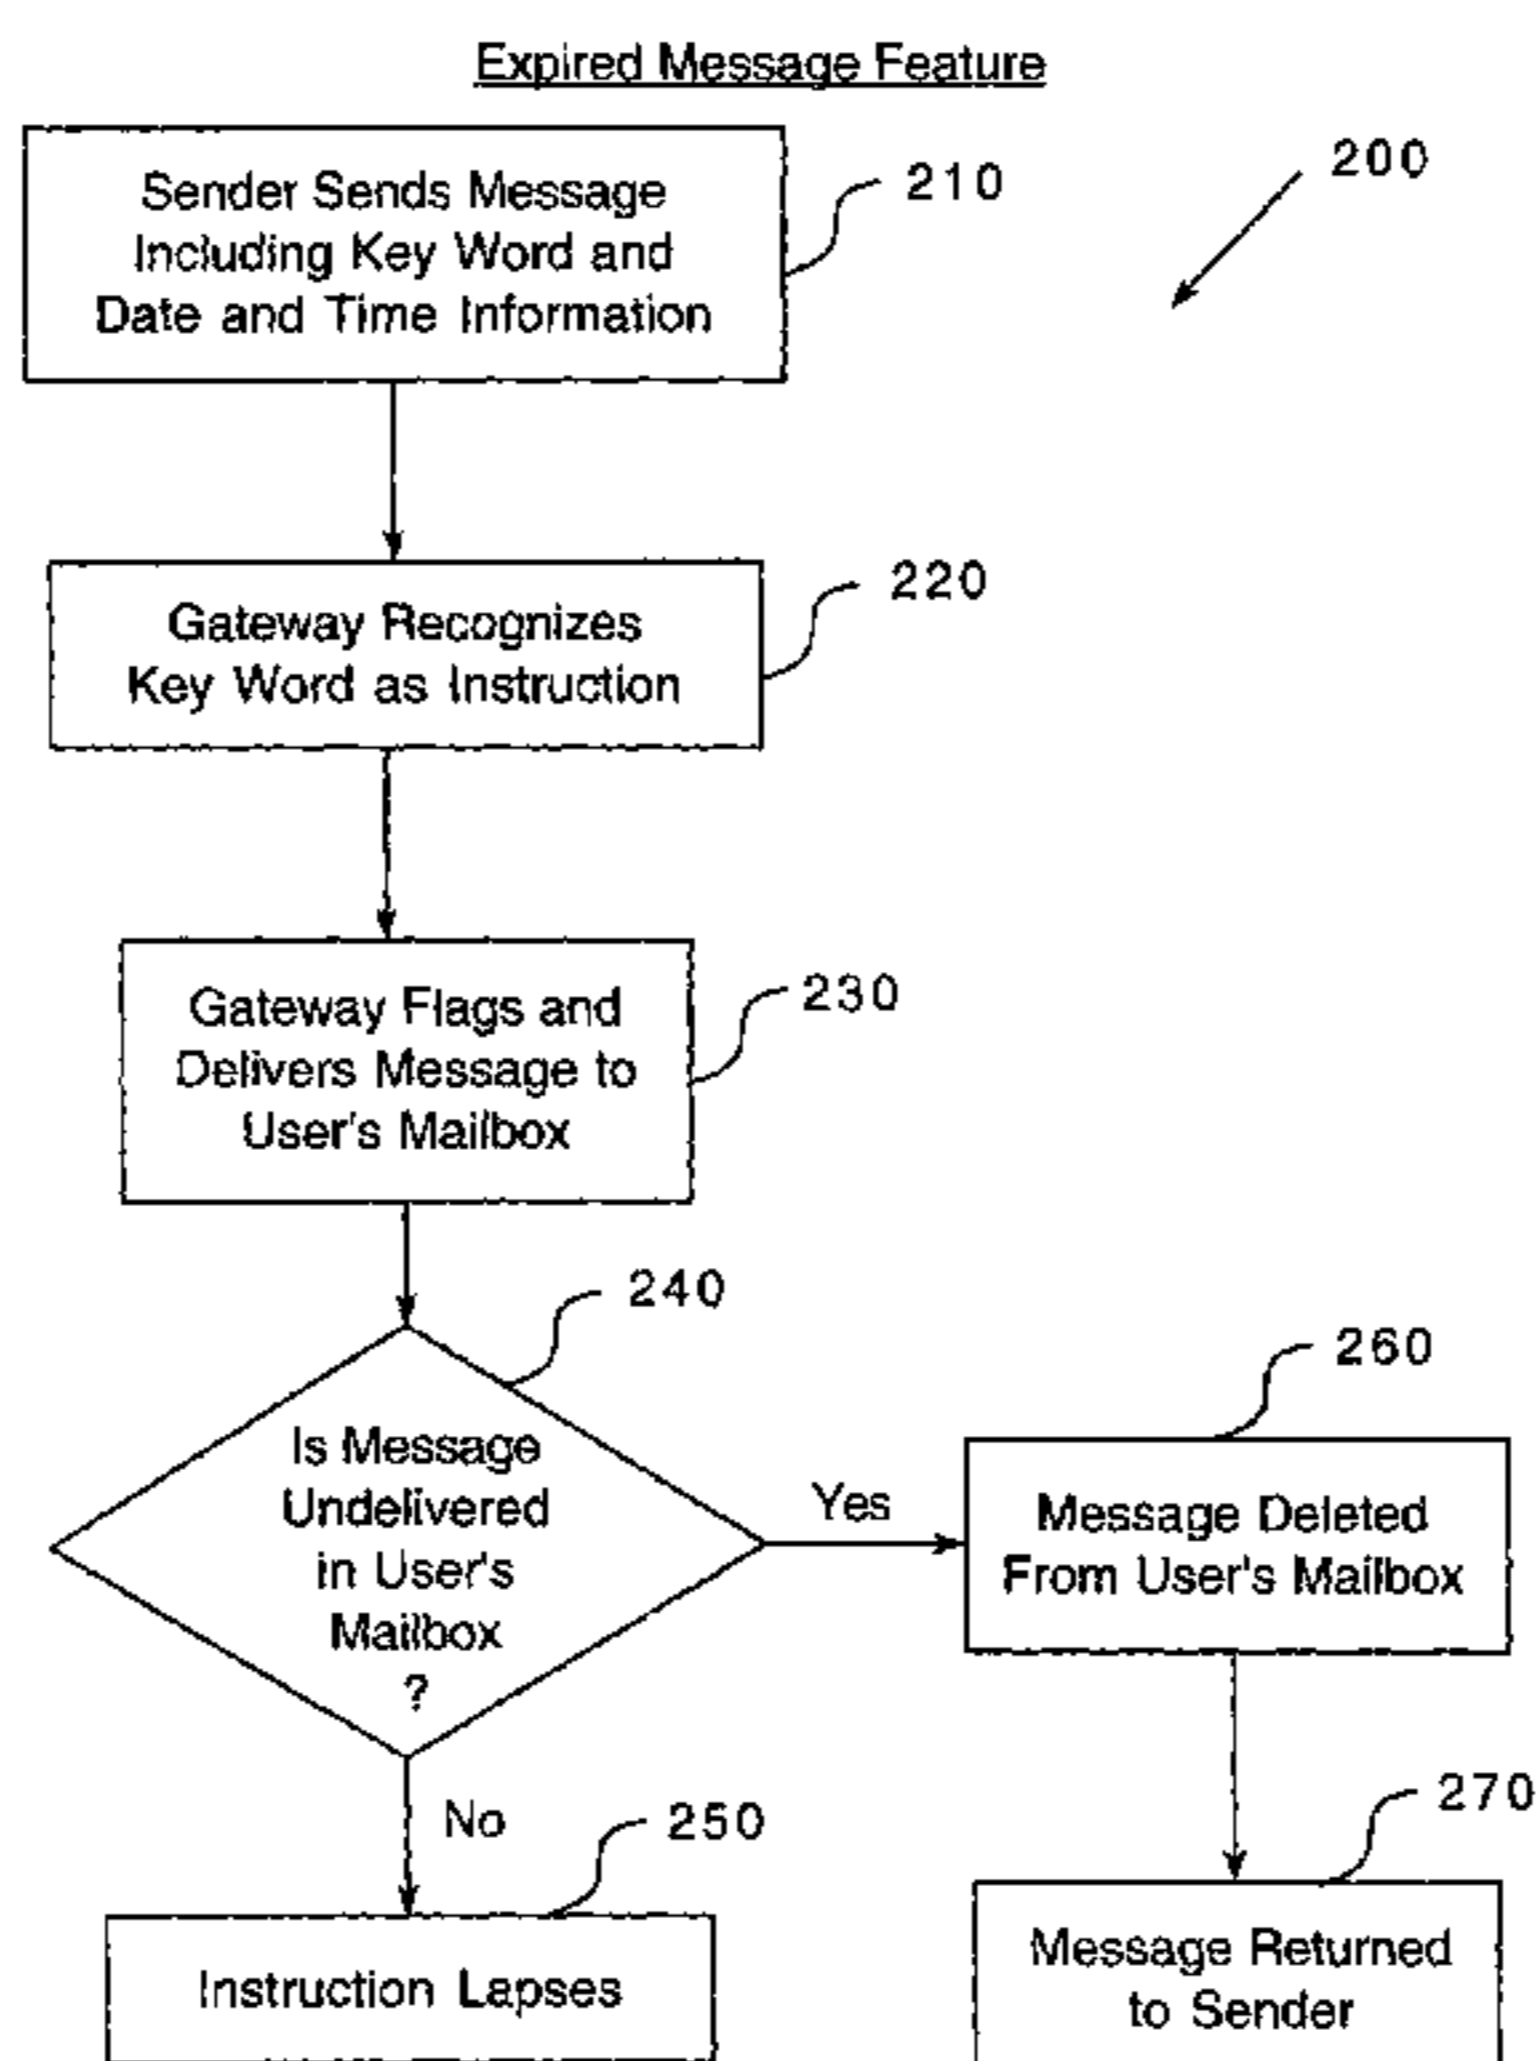 Expired Message Feature
200
Sender Sends Message
Including Key Word and
Date and Time Information
210
Gateway Recognizes
Key Word as Instruction
220
Gateway Flags and
Delivers Message to
User's Mailbox
230
240
Is Message
Undelivered
in User's
Mailbox
?
Yes
260
Message Deleted
From User's Mailbox
No
250
Instruction Lapses
270
Message Returned
to Sender